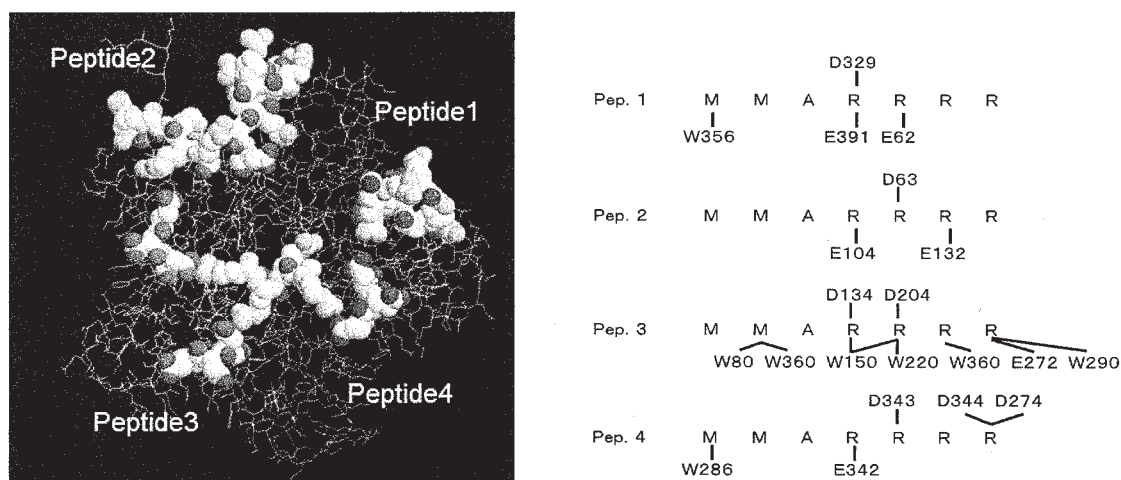 Peptide2
Peptide1
Peptide3
Peptide4
D329
Pep. 1 M M A R R R R
W356 E391 E62
D63
Pep. 2 M M A R R R R
E104 E132
D134 D204
Pep. 3 M M A R R R R
W80 W360 W150 W220 W360 E272 W290
D343 D344 D274
Pep. 4 M M A R R R R
W286 E342